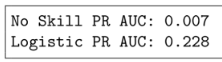 No Skill PR AUC: 0.007
Logistic PR AUC: 0.228